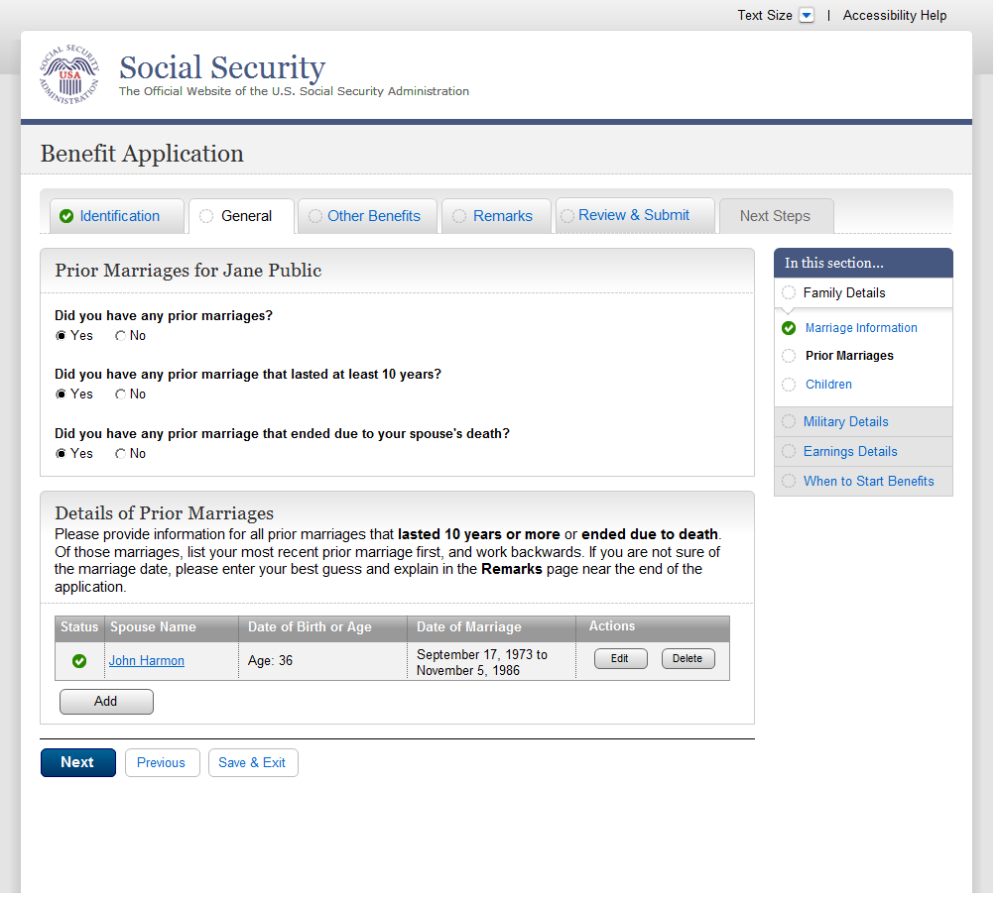 Text Size | Accessibility Help
SOCIAL SECURITY ADMINISTRATION
USA
Social Security
The Official Website of the U.S. Social Security Administration
Benefit Application
Identification General Other Benefits Remarks Review & Submit Next Steps
Prior Marriages for Jane Public
Did you have any prior marriages?
Yes No
Did you have any prior marriage that lasted at least 10 years?
Yes No
Did you have any prior marriage that ended due to your spouse's death?
Yes No
Details of Prior Marriages
Please provide information for all prior marriages that lasted 10 years or more or ended due to death.
Of those marriages, list your most recent prior marriage first, and work backwards. If you are not sure of
the marriage date, please enter your best guess and explain in the Remarks page near the end of the
application.
Status Spouse Name Date of Birth or Age Date of Marriage Actions
John Harmon Age: 36 September 17, 1973 to Edit Delete
November 5, 1986
Add
Next Previous Save & Exit
In this section...
Family Details
Marriage Information
Prior Marriages
Children
Military Details
Earnings Details
When to Start Benefits